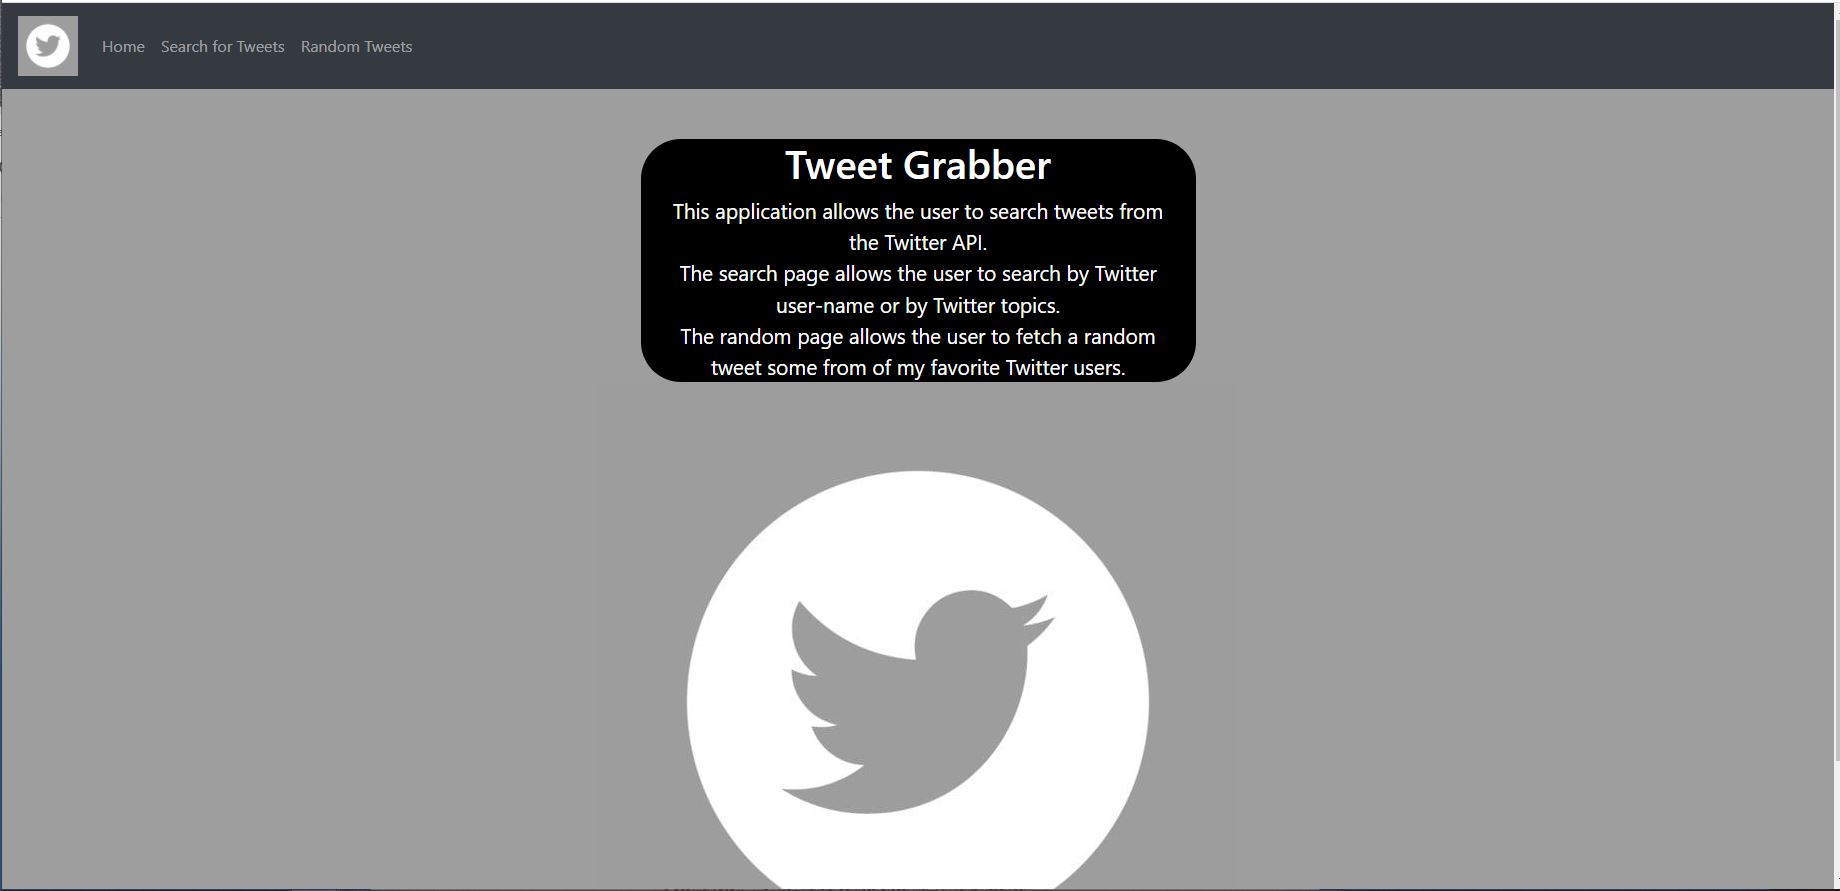 Home Search for Tweets Random Tweets
Tweet Grabber
This application allows the user to search tweets from
the Twitter API.
The search page allows the user to search by Twitter
user-name or by Twitter topics.
The random page allows the user to fetch a random
tweet some from of my favorite Twitter users.